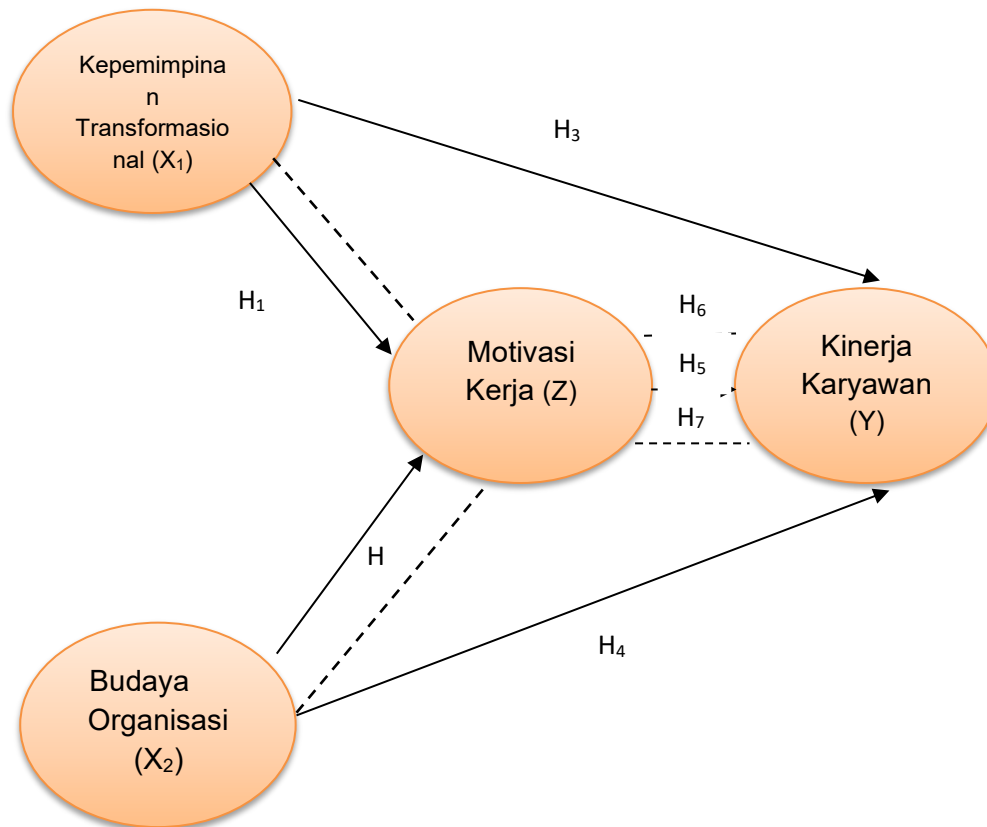 Kepemimpina
n
Transformasio
nal (X₁)
H₃
H₁
Motivasi
Kerja (Z)
H₆
H₅
H₇
Kinerja
Karyawan
(Y)
H
H₄
Budaya
Organisasi
(X₂)